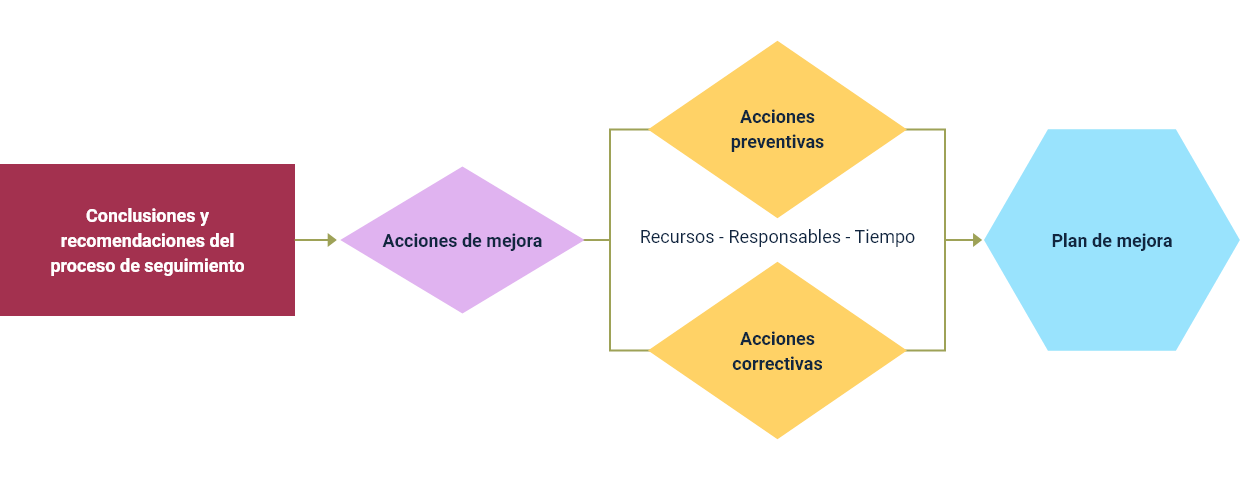 Conclusiones y
recomendaciones del
proceso de seguimiento
Acciones de mejora
Acciones
preventivas
Recursos - Responsables - Tiempo
Acciones
correctivas
Plan de mejora